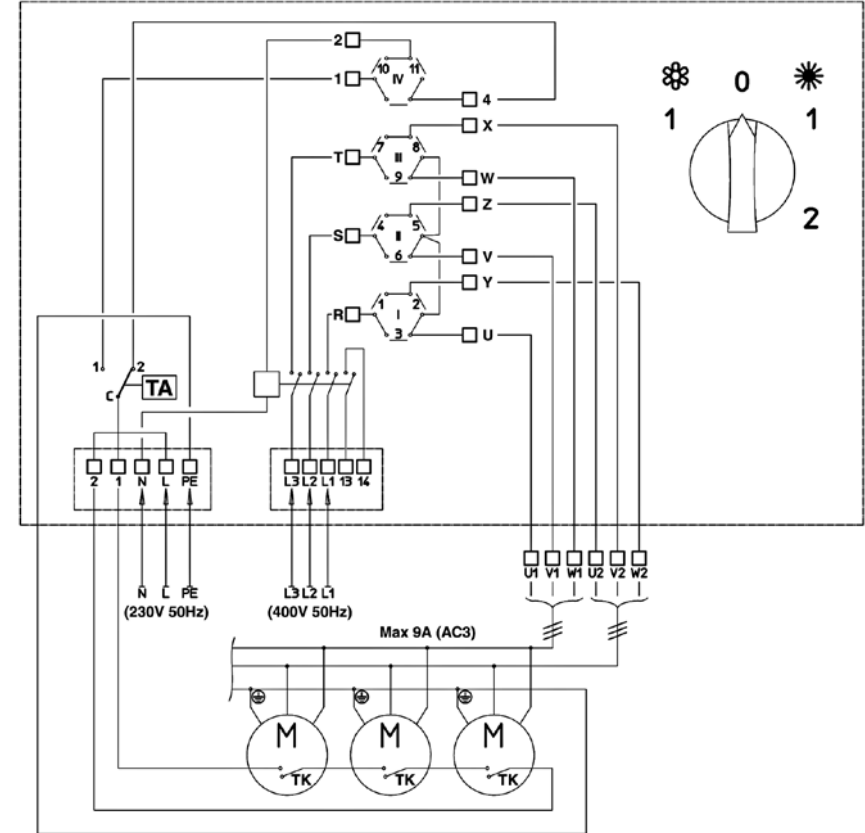 2
10 11
1 IV
4
0
1 1
2
X
7 8
T III
9 W
Z
4 5
S II
6 V
Y
1 2
R I
3 U
1 2
TA
C
2 1 N L PE
L3 L2 L1 13 14
U1 V1 W1 U2 V2 W2
N L PE
(230V 50Hz)
L3 L2 L1
(400V 50Hz)
Max 9A (AC3)
M M M
TK TK TK